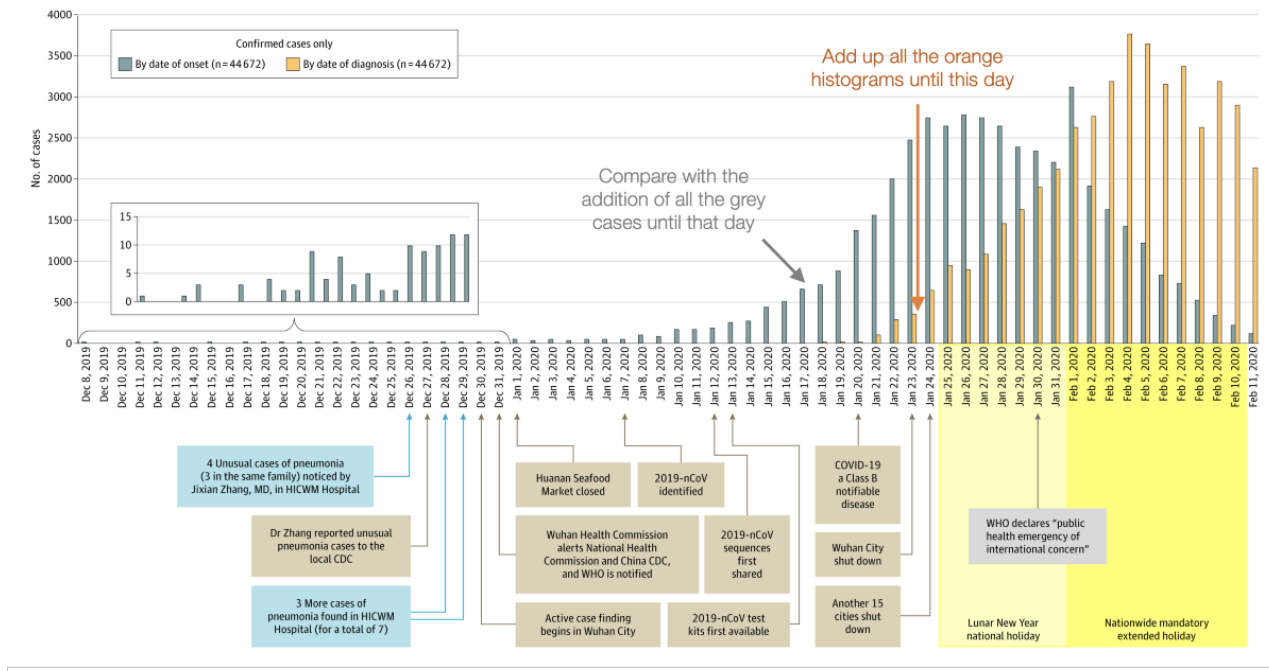 4000
3500
3000
2500
2000
1500
1000
500
0
No. of cases
Confirmed cases only
By date of onset (n=44 672)
By date of diagnosis (n=44 672)
Add up all the orange
histograms until this day
Compare with the
addition of all the grey
cases until that day
15
10
5
0
Dec 8, 2019
Dec 9, 2019
Dec 10, 2019
Dec 11, 2019
Dec 12, 2019
Dec 13, 2019
Dec 14, 2019
Dec 15, 2019
Dec 16, 2019
Dec 17, 2019
Dec 18, 2019
Dec 19, 2019
Dec 20, 2019
Dec 21, 2019
Dec 22, 2019
Dec 23, 2019
Dec 24, 2019
Dec 25, 2019
Dec 26, 2019
Dec 27, 2019
Dec 28, 2019
Dec 29, 2019
Dec 30, 2019
Dec 31, 2019
Jan 1, 2020
Jan 2, 2020
Jan 3, 2020
Jan 4, 2020
Jan 5, 2020
Jan 6, 2020
Jan 7, 2020
Jan 8, 2020
Jan 9, 2020
Jan 10, 2020
Jan 11, 2020
Jan 12, 2020
Jan 13, 2020
Jan 14, 2020
Jan 15, 2020
Jan 16, 2020
Jan 17, 2020
Jan 18, 2020
Jan 19, 2020
Jan 20, 2020
Jan 21, 2020
Jan 22, 2020
Jan 23, 2020
Jan 24, 2020
Jan 25, 2020
Jan 26, 2020
Jan 27, 2020
Jan 28, 2020
Jan 29, 2020
Jan 30, 2020
Jan 31, 2020
Feb 1, 2020
Feb 2, 2020
Feb 3, 2020
Feb 4, 2020
Feb 5, 2020
Feb 6, 2020
Feb 7, 2020
Feb 8, 2020
Feb 9, 2020
Feb 10, 2020
Feb 11, 2020
4 Unusual cases of pneumonia
(3 in the same family) noticed by
Jixian Zhang, MD, in HICWM Hospital
Dr Zhang reported unusual
pneumonia cases to the
local CDC
3 More cases of
pneumonia found in HICWM
Hospital (for a total of 7)
Huanan Seafood
Market closed
2019-nCoV
identified
Wuhan Health Commission
alerts National Health
Commission and China CDC,
and WHO is notified
2019-nCoV
sequences
first
shared
Active case finding
begins in Wuhan City
2019-nCoV test
kits first available
COVID-19
a Class B
notifiable
disease
Wuhan City
shut down
Another 15
cities shut
down
WHO declares “public
health emergency of
international concern”
Lunar New Year
national holiday
Nationwide mandatory
extended holiday